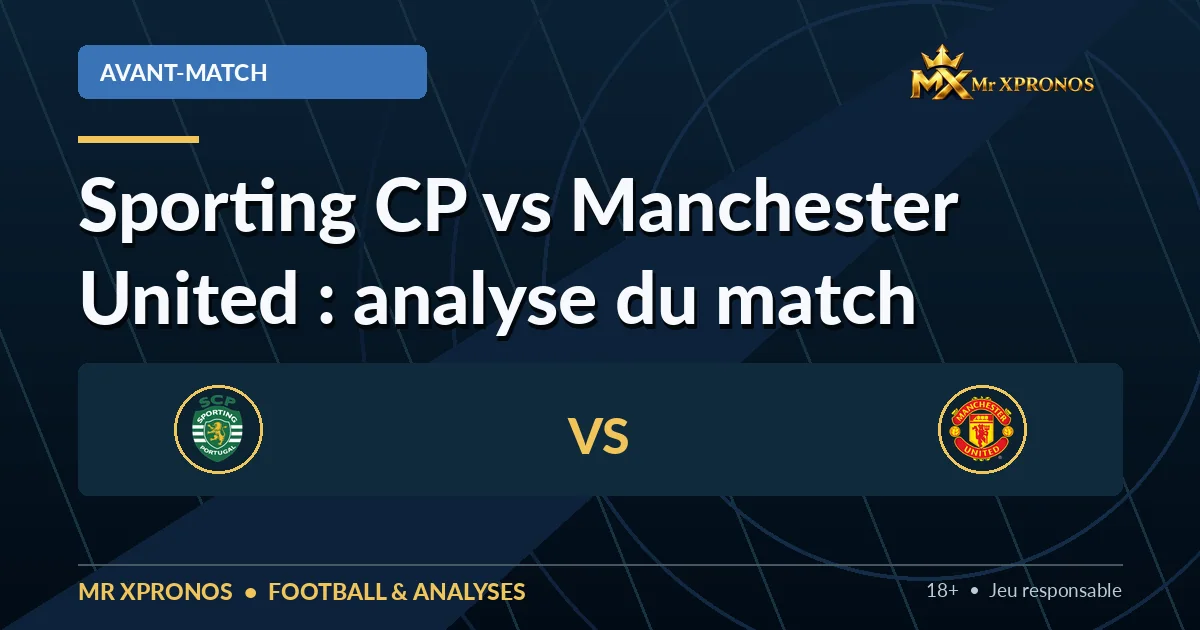 AVANT-MATCH
MX Mr XPRONOS
Sporting CP vs Manchester
United : analyse du match
SCP
SPORTING
PORTUGAL
VS
MANCHESTER
UNITED
MR XPRONOS • FOOTBALL & ANALYSES
18+ • Jeu responsable